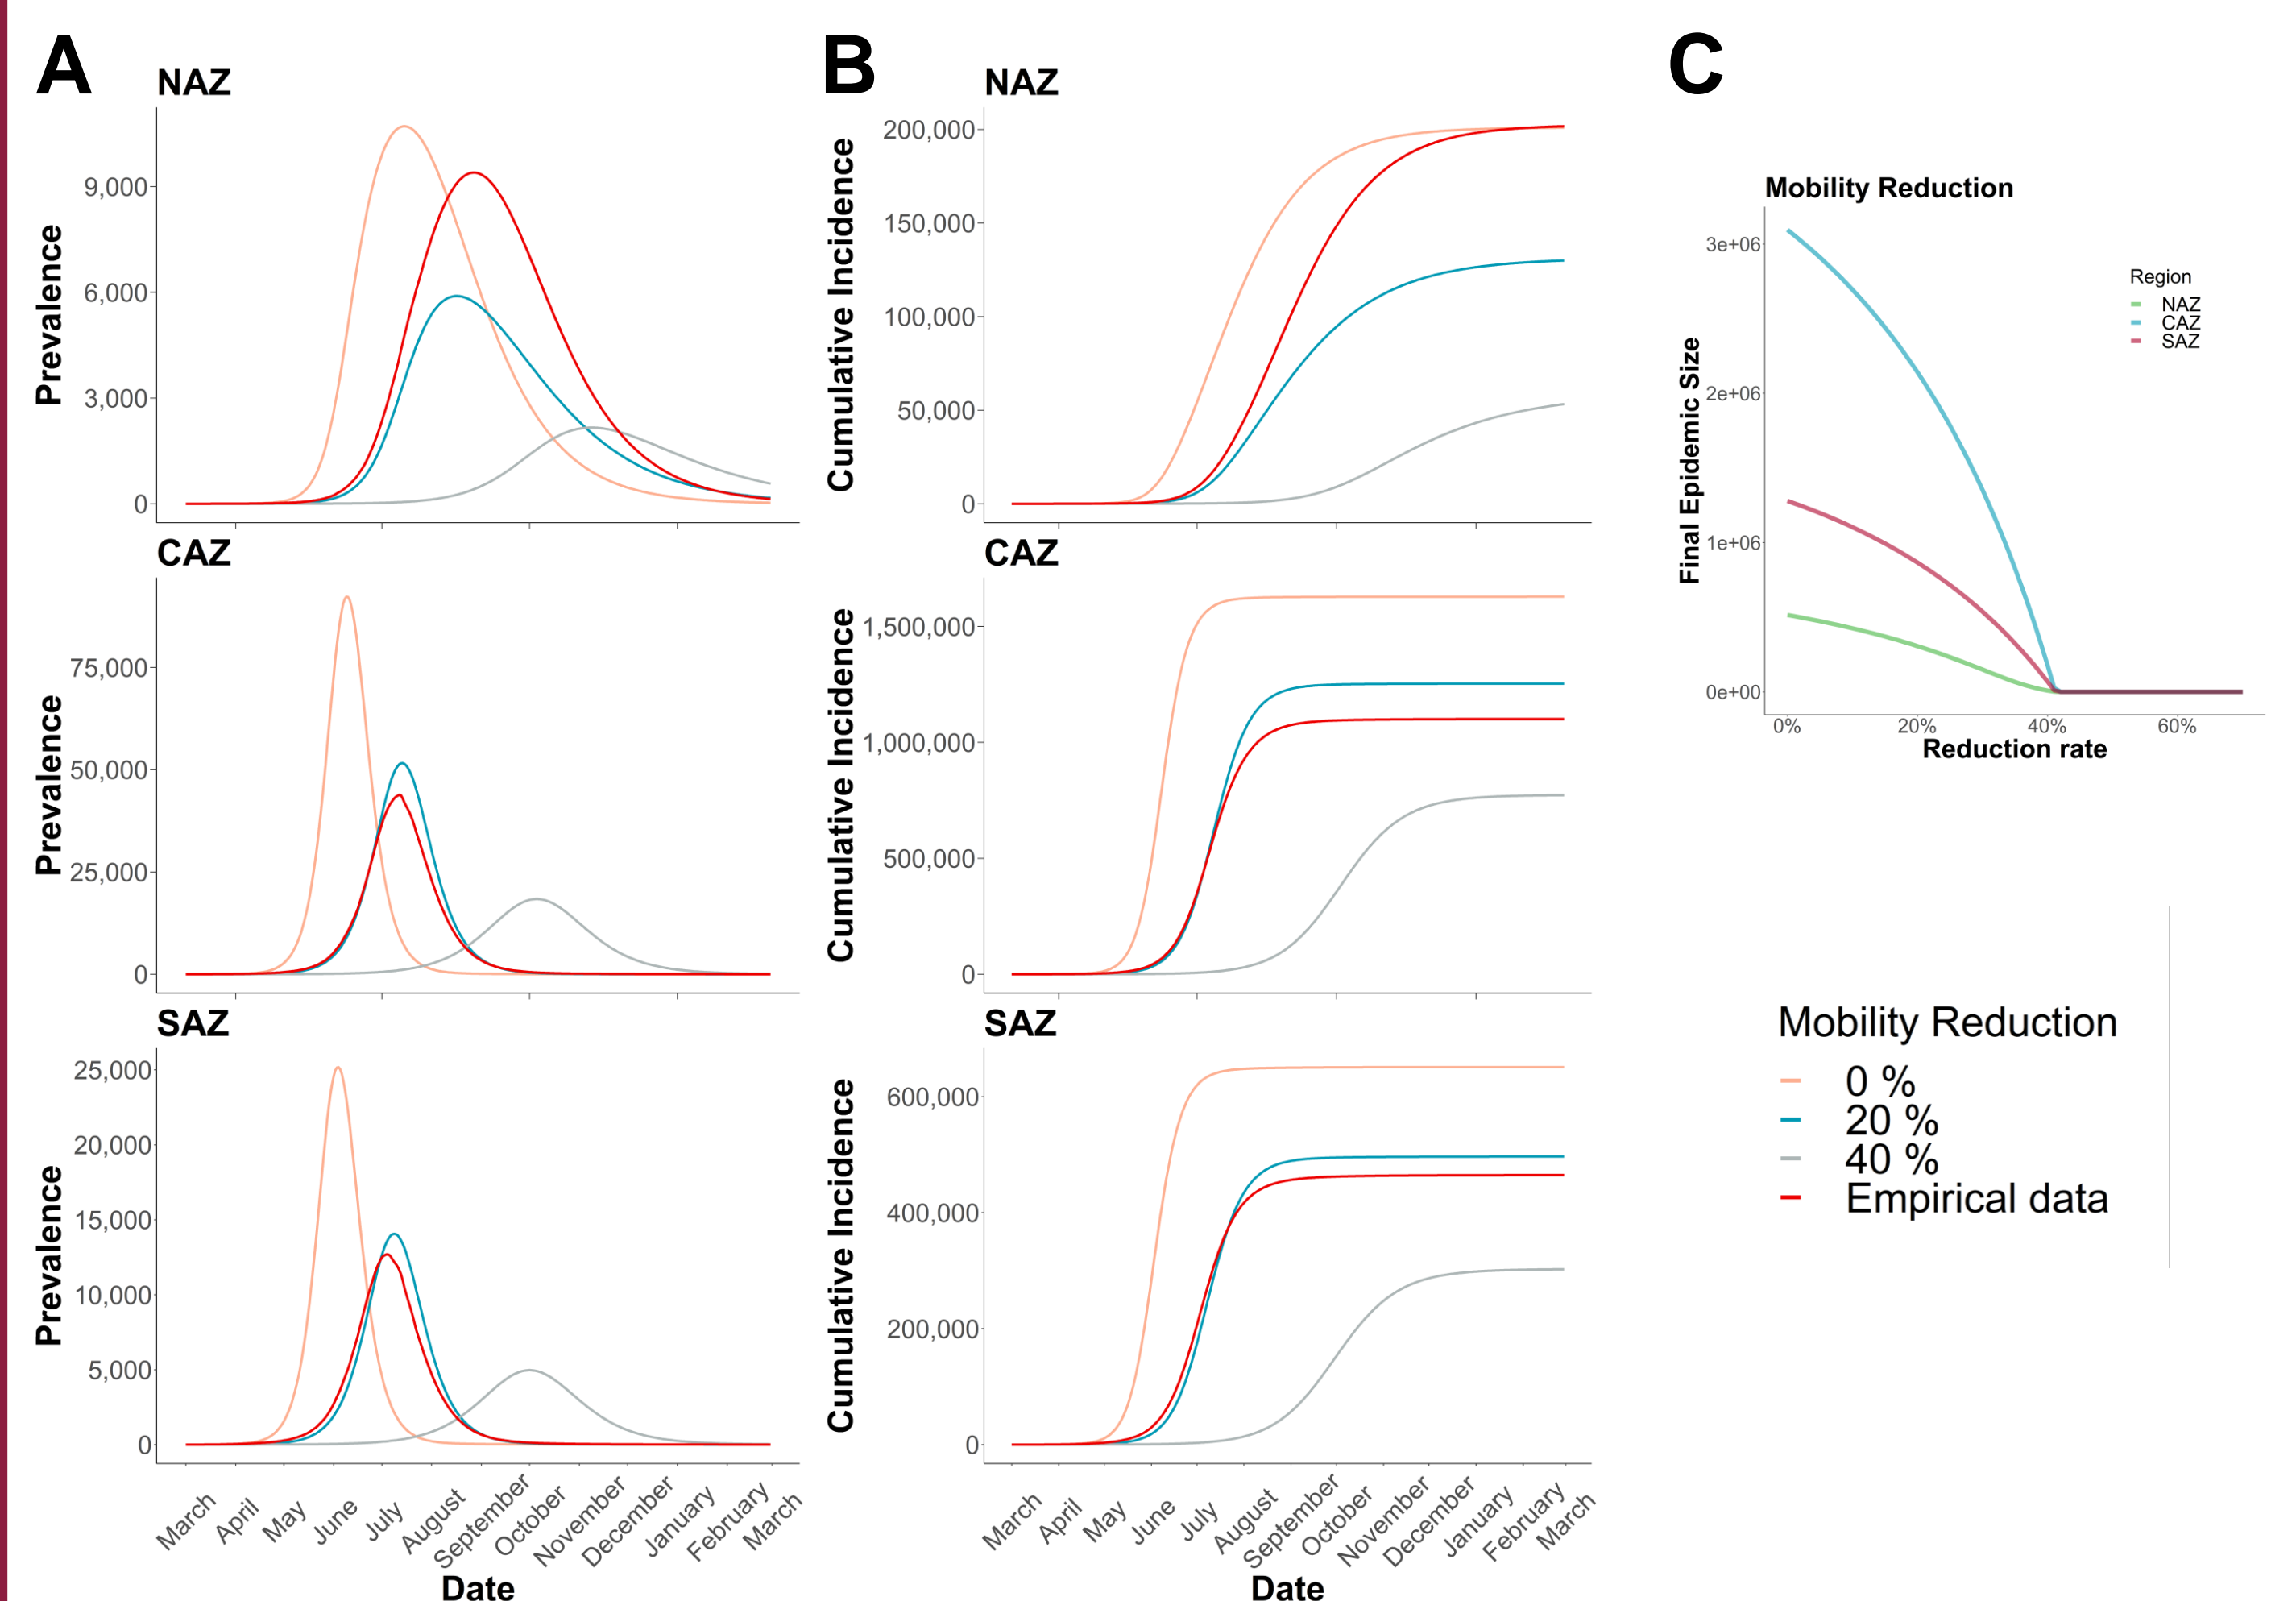 A
B
C
NAZ
Prevalence
9,000
6,000
3,000
0
CAZ
Prevalence
75,000
50,000
25,000
0
SAZ
Prevalence
25,000
20,000
15,000
10,000
5,000
0
March
April
May
June
July
August
September
October
November
December
January
February
March
Date
NAZ
Cumulative Incidence
200,000
150,000
100,000
50,000
0
CAZ
Cumulative Incidence
1,500,000
1,000,000
500,000
0
SAZ
Cumulative Incidence
600,000
400,000
200,000
0
March
April
May
June
July
August
September
October
November
December
January
February
March
Date
Mobility Reduction
Final Epidemic Size
3e+06
2e+06
1e+06
0e+00
0%
20%
40%
60%
Reduction rate
Region
NAZ
CAZ
SAZ
Mobility Reduction
0 %
20 %
40 %
Empirical data